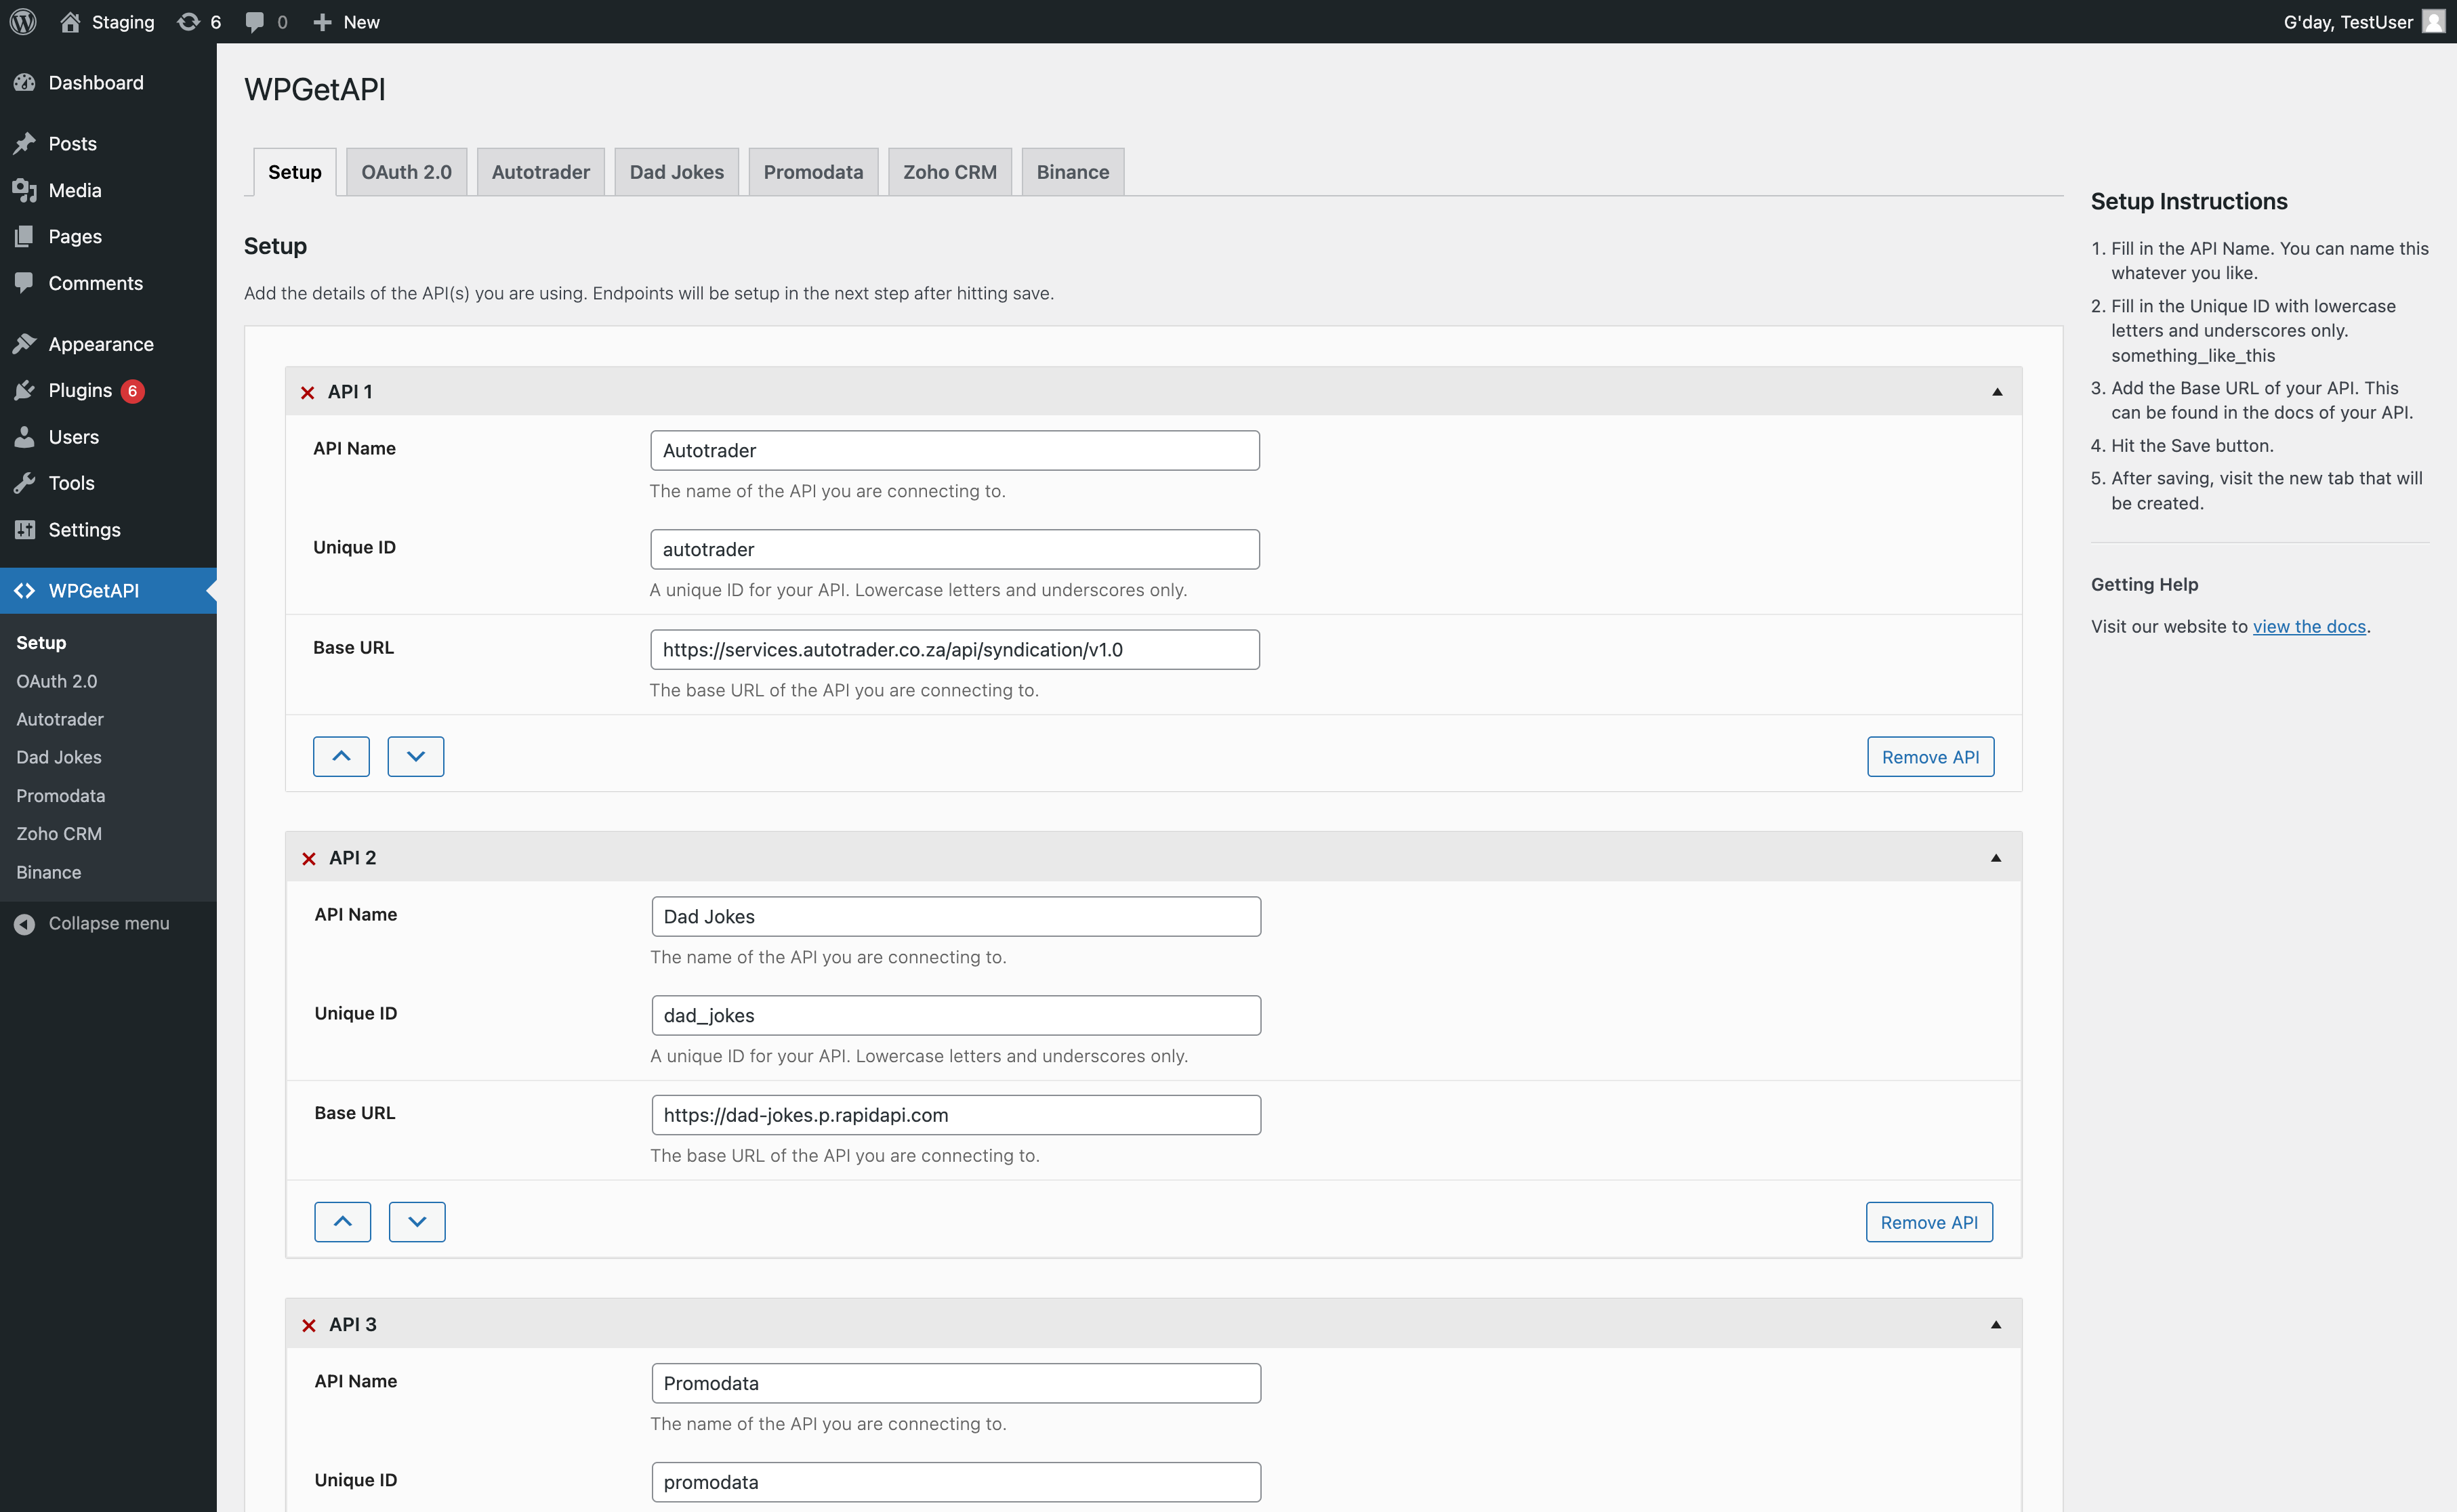 Staging 6 0 New G'day, TestUser
Dashboard
Posts
Media
Pages
Comments
Appearance
Plugins 6
Users
Tools
Settings
WPGetAPI
Setup
OAuth 2.0
Autotrader
Dad Jokes
Promodata
Zoho CRM
Binance
Collapse menu
WPGetAPI
Setup OAuth 2.0 Autotrader Dad Jokes Promodata Zoho CRM Binance
Setup
Add the details of the API(s) you are using. Endpoints will be setup in the next step after hitting save.
API 1
API Name Autotrader
The name of the API you are connecting to.
Unique ID autotrader
A unique ID for your API. Lowercase letters and underscores only.
Base URL https://services.autotrader.co.za/api/syndication/v1.0
The base URL of the API you are connecting to.
Remove API
API 2
API Name Dad Jokes
The name of the API you are connecting to.
Unique ID dad_jokes
A unique ID for your API. Lowercase letters and underscores only.
Base URL https://dad-jokes.p.rapidapi.com
The base URL of the API you are connecting to.
Remove API
API 3
API Name Promodata
The name of the API you are connecting to.
Unique ID promodata
Setup Instructions
1. Fill in the API Name. You can name this
whatever you like.
2. Fill in the Unique ID with lowercase
letters and underscores only.
something_like_this
3. Add the Base URL of your API. This
can be found in the docs of your API.
4. Hit the Save button.
5. After saving, visit the new tab that will
be created.
Getting Help
Visit our website to view the docs.